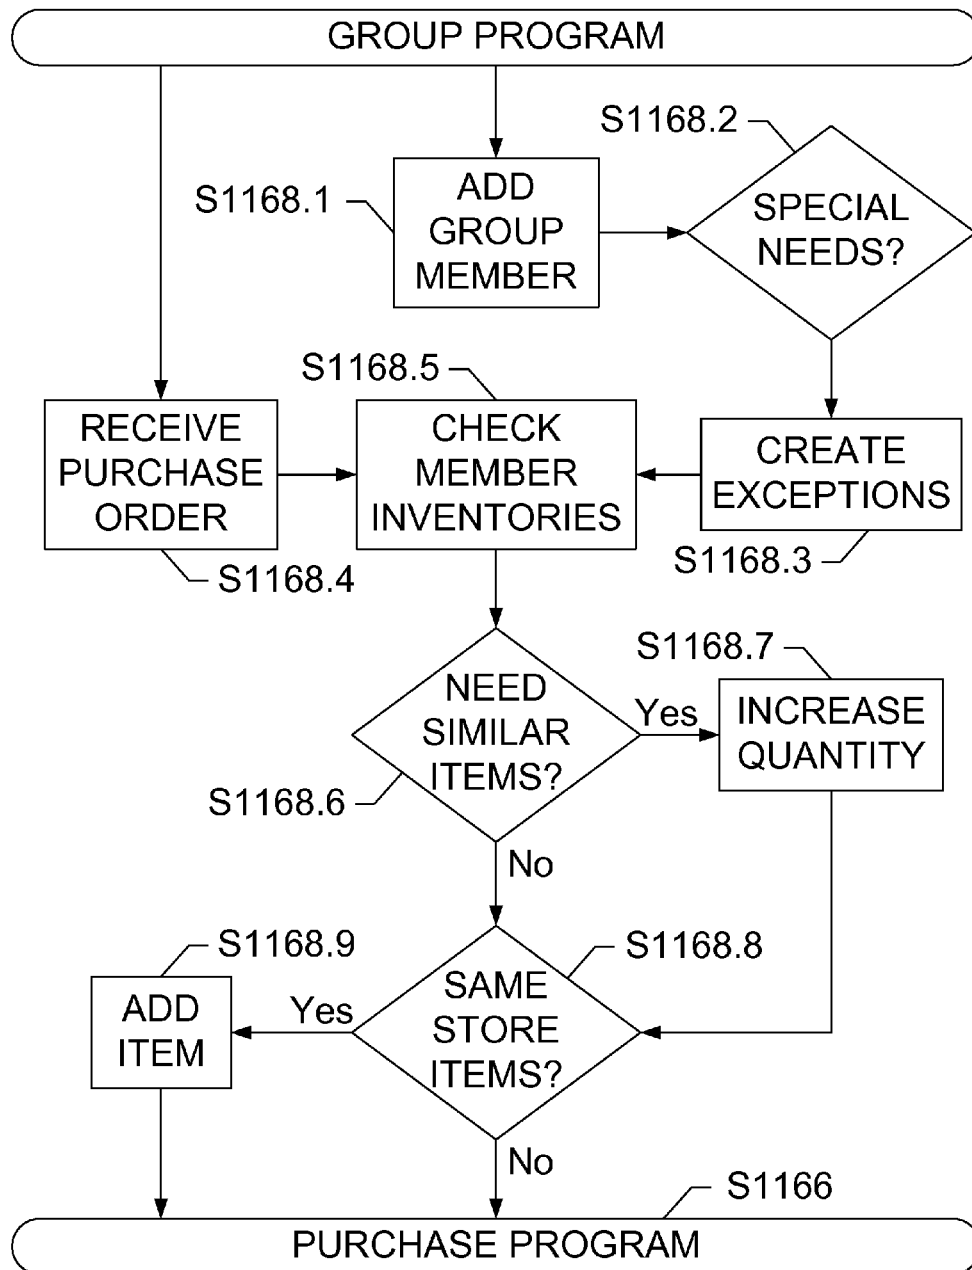 GROUP PROGRAM
S1168.2
ADD
GROUP
MEMBER
S1168.1
SPECIAL
NEEDS?
S1168.5
RECEIVE
PURCHASE
ORDER
CHECK
MEMBER
INVENTORIES
CREATE
EXCEPTIONS
S1168.4
S1168.3
S1168.7
NEED
SIMILAR
ITEMS?
Yes
INCREASE
QUANTITY
S1168.6
No
S1168.9
S1168.8
ADD
ITEM
Yes
SAME
STORE
ITEMS?
No
S1166
PURCHASE PROGRAM